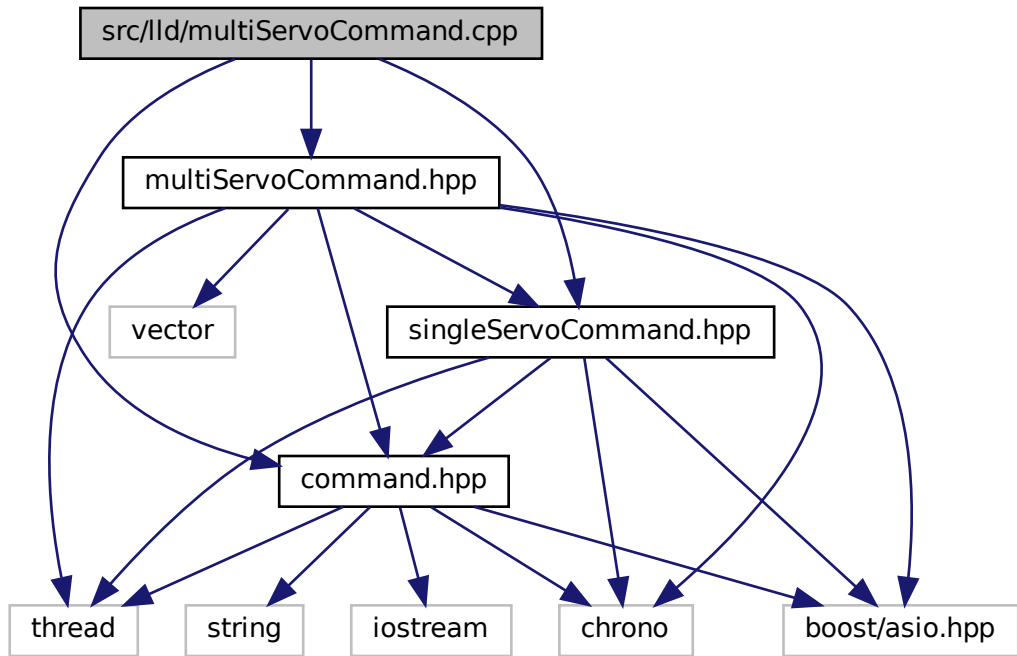 src/lld/multiServoCommand.cpp
multiServoCommand.hpp
vector
singleServoCommand.hpp
command.hpp
thread
string
iostream
chrono
boost/asio.hpp